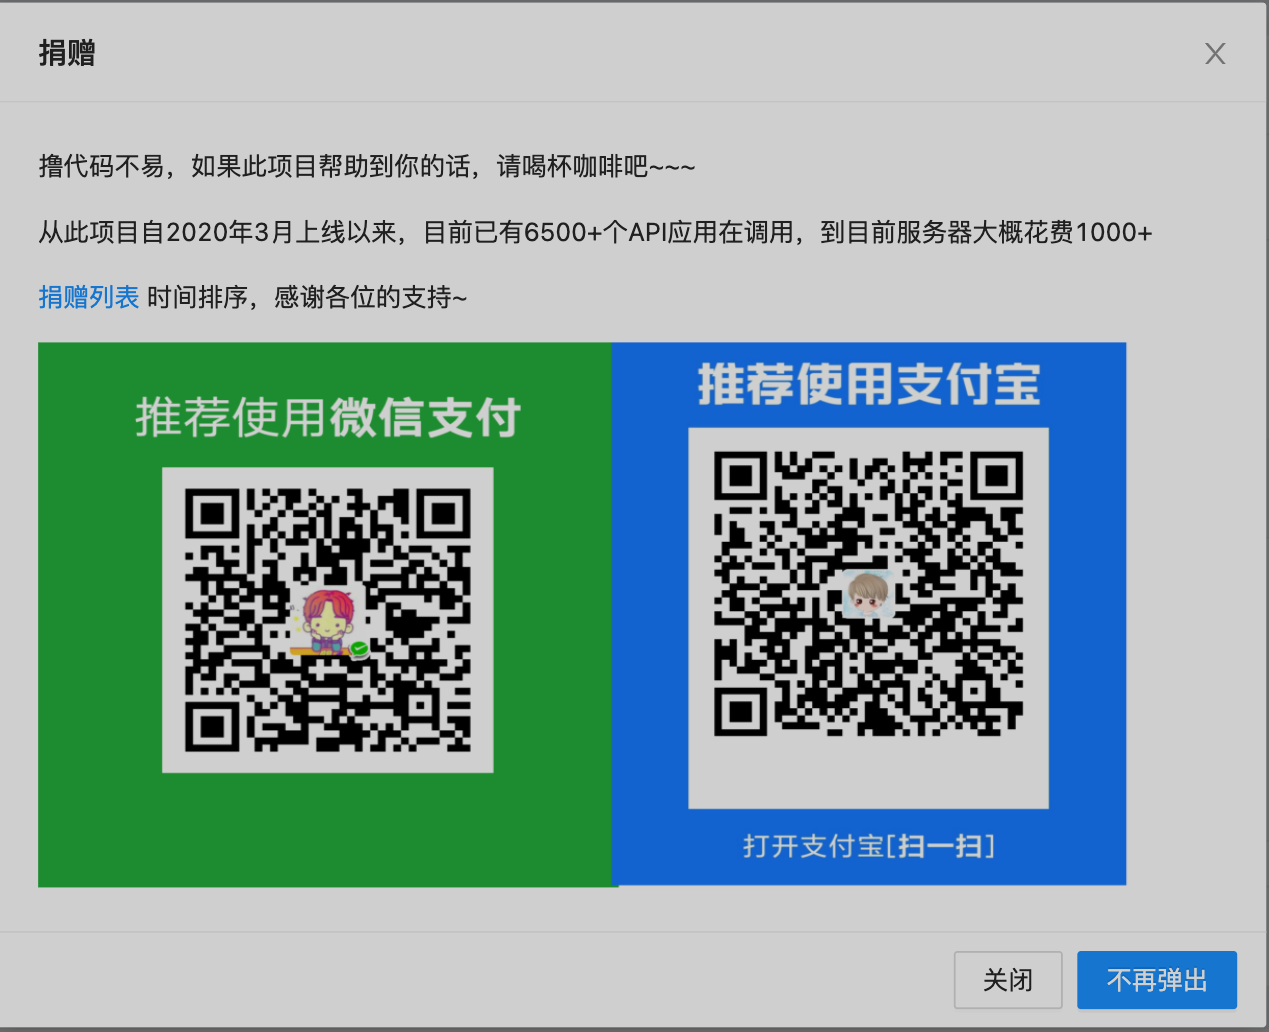 捐赠
X
撸代码不易，如果此项目帮助到你的话，请喝杯咖啡吧~~~
从此项目自2020年3月上线以来，目前已有6500+个API应用在调用，到目前服务器大概花费1000+
捐赠列表 时间排序，感谢各位的支持~
推荐使用微信支付
推荐使用支付宝
打开支付宝[扫一扫]
关闭
不再弹出